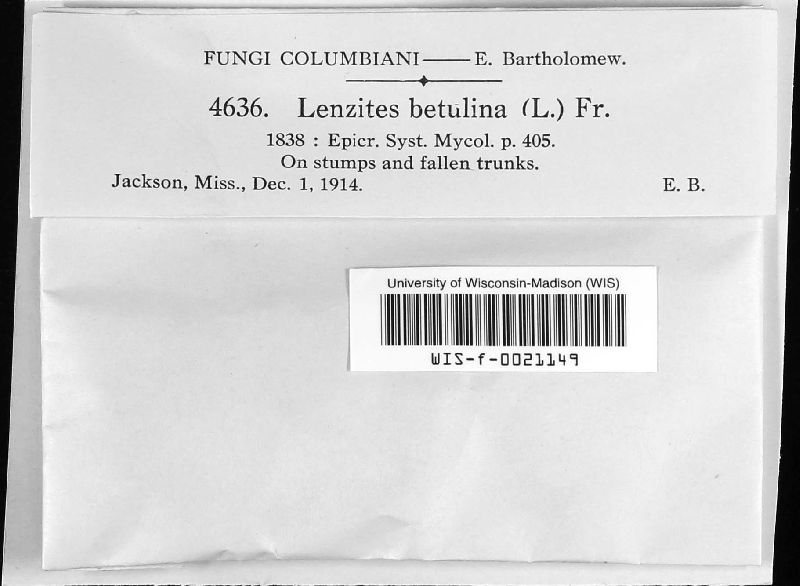 FUNGI COLUMBIANI — E. Bartholomew.
4636. Lenzites betulina (L.) Fr.
1838 : Epicr. Syst. Mycol. p. 405.
On stumps and fallen trunks.
Jackson, Miss., Dec. 1, 1914. E. B.
University of Wisconsin-Madison (WIS)
WIS-f-0021149